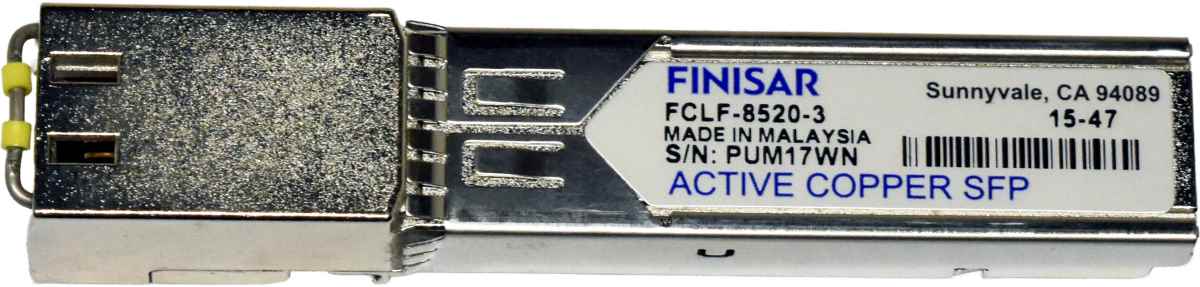 FINISAR
Sunnyvale, CA 94089
FCLF-8520-3
15-47
MADE IN MALAYSIA
S/N: PUM17WN
ACTIVE COPPER SFP